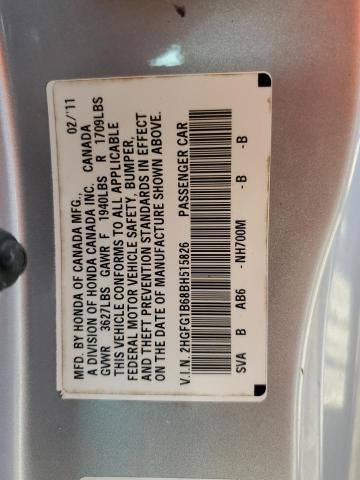 MFD. BY HONDA OF CANADA MFG., 02/'11
A DIVISION OF HONDA CANADA INC. CANADA
GVWR 3627LBS GAWR F 1940LBS R 1709LBS
THIS VEHICLE CONFORMS TO ALL APPLICABLE
FEDERAL MOTOR VEHICLE SAFETY, BUMPER,
AND THEFT PREVENTION STANDARDS IN EFFECT
ON THE DATE OF MANUFACTURE SHOWN ABOVE.
V.I.N. 2HGFG1B68BH515826 PASSENGER CAR
SVA B AB6 -NH700M -B -B